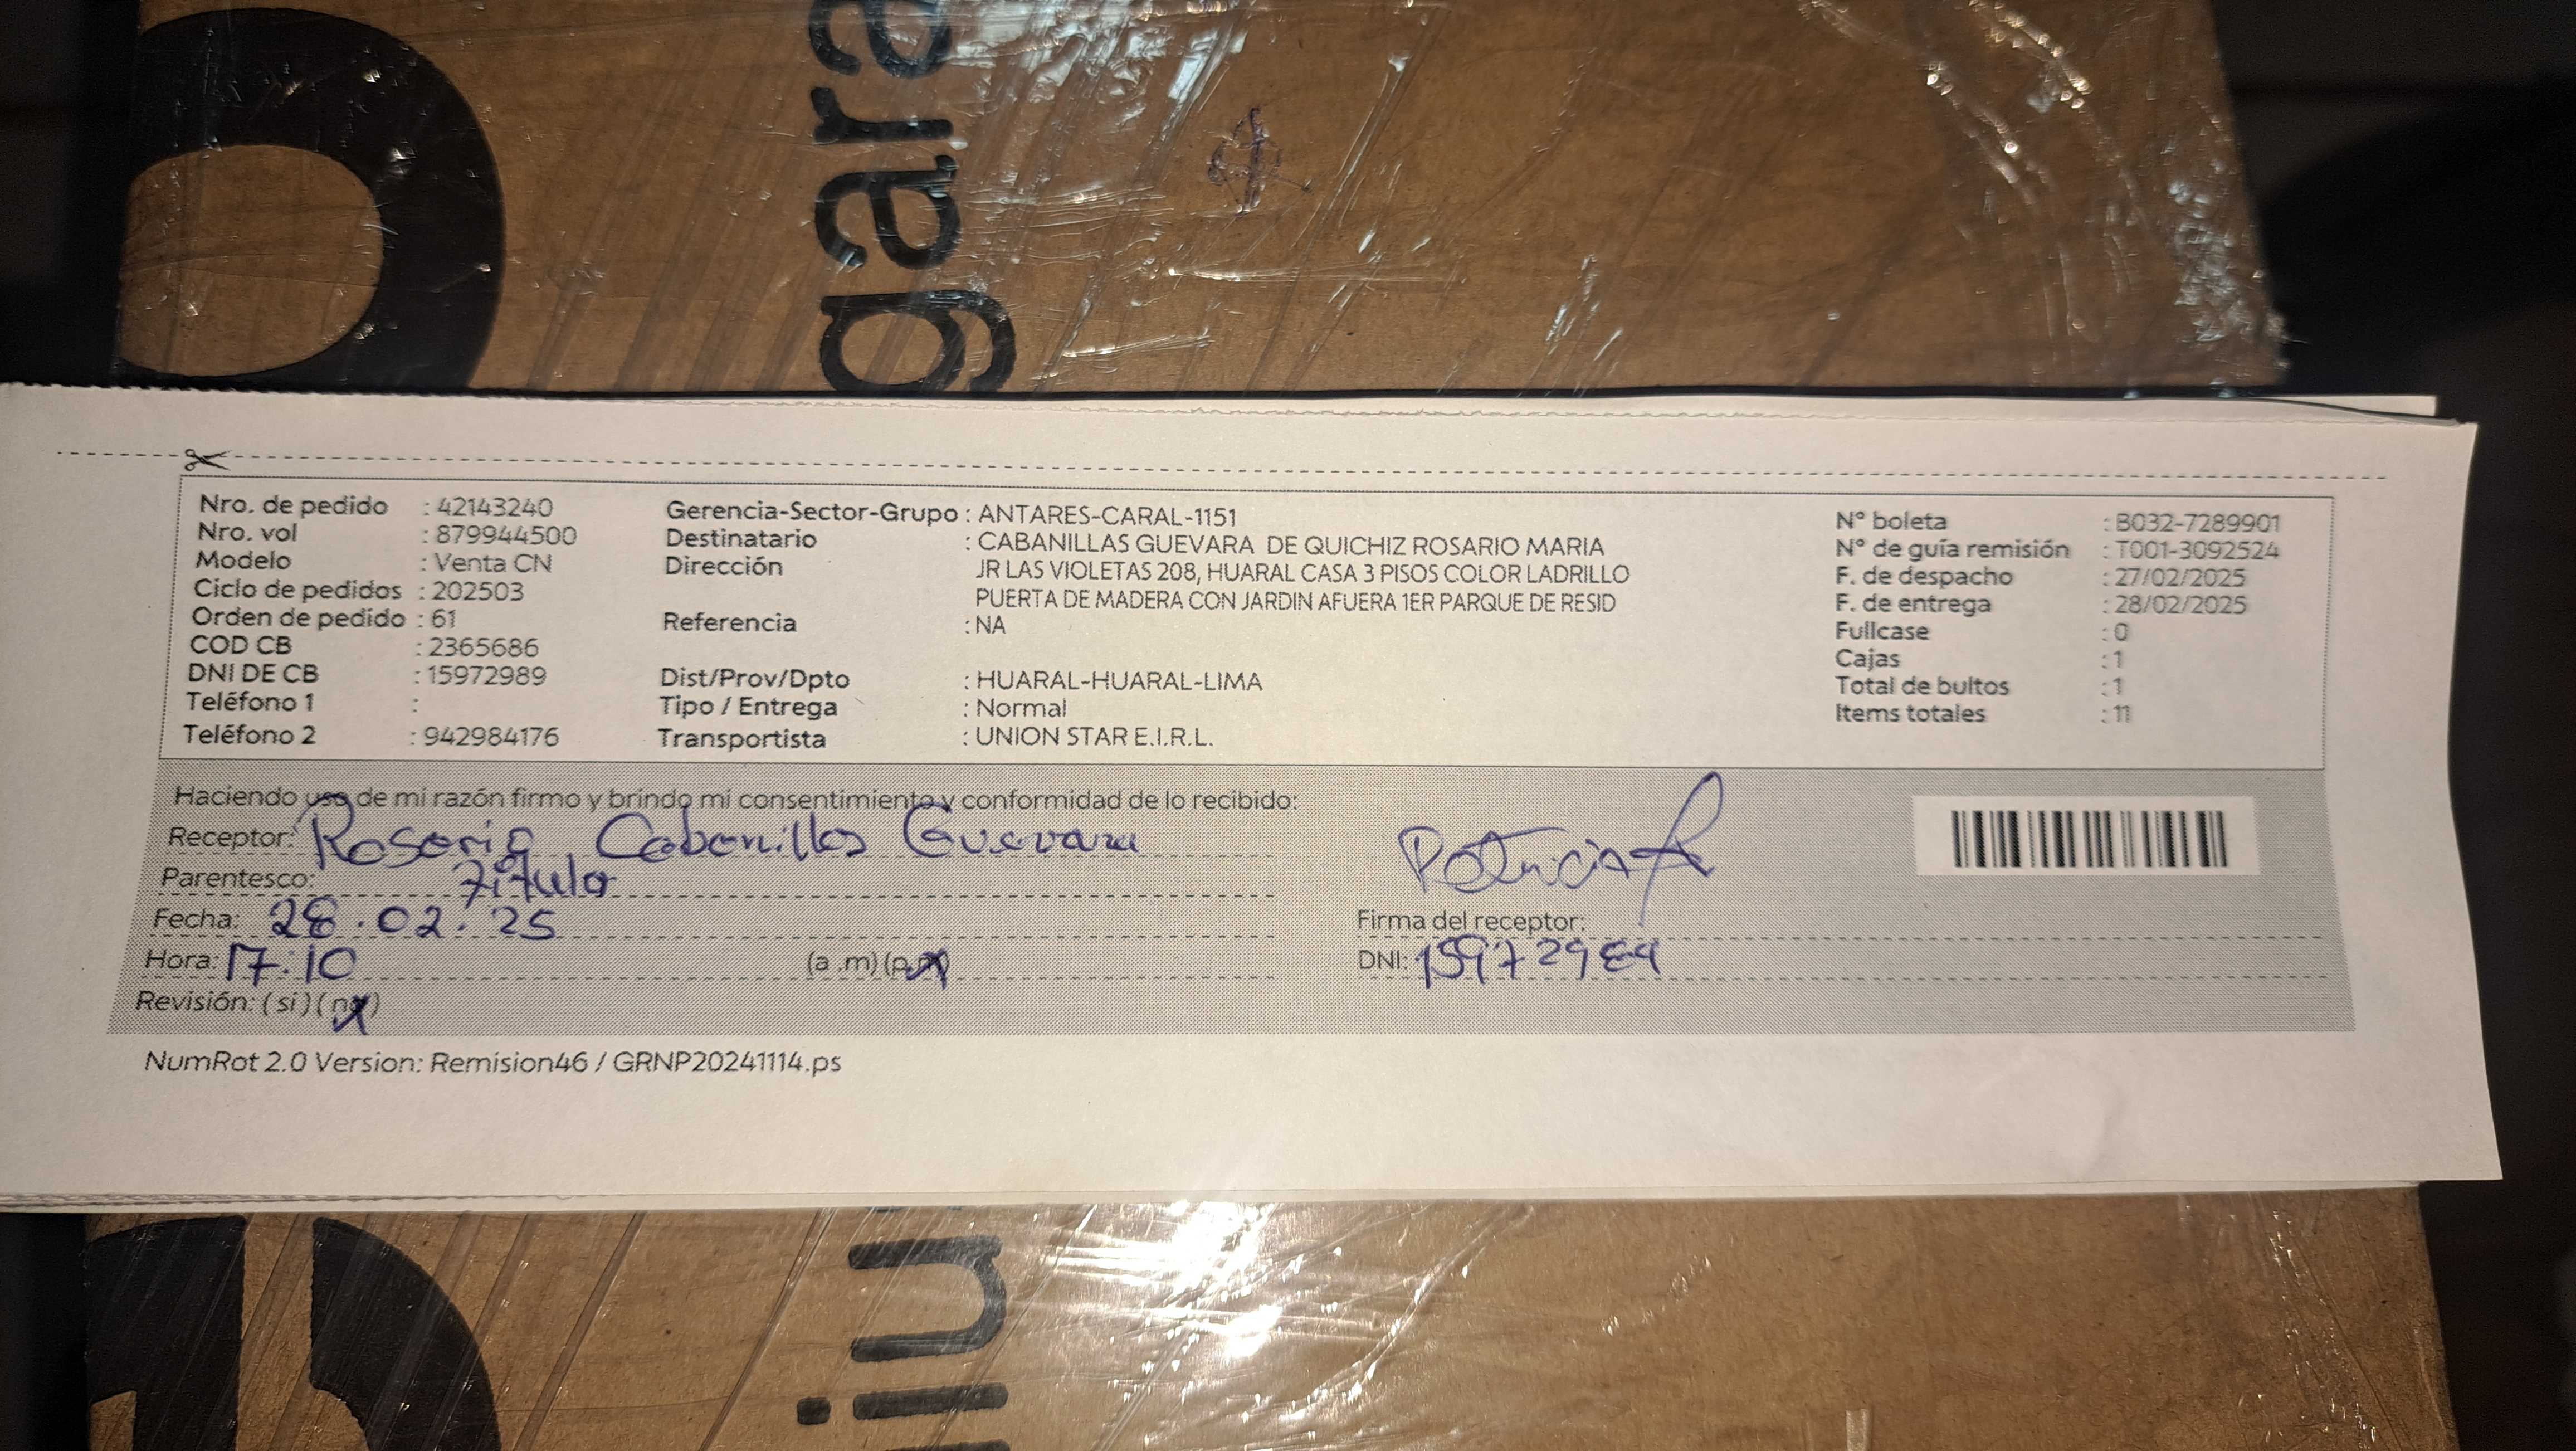 gara
Nro. de pedido : 42143240
Nro. vol : 879944500
Modelo : Venta CN
Ciclo de pedidos : 202503
Orden de pedido : 61
COD CB : 2365686
DNI DE CB : 15972989
Teléfono 1 :
Teléfono 2 : 942984176
Gerencia-Sector-Grupo : ANTARES-CARAL-1151
Destinatario : CABANILLAS GUEVARA DE QUICHIZ ROSARIO MARIA
Dirección JR LAS VIOLETAS 208, HUARAL CASA 3 PISOS COLOR LADRILLO
PUERTA DE MADERA CON JARDIN AFUERA 1ER PARQUE DE RESID
Referencia : NA
Dist/Prov/Dpto : HUARAL-HUARAL-LIMA
Tipo / Entrega : Normal
Transportista : UNION STAR E.I.R.L.
N° boleta : B032-7289901
N° de guía remisión : T001-3092524
F. de despacho : 27/02/2025
F. de entrega : 28/02/2025
Fullcase : 0
Cajas : 1
Total de bultos : 1
Items totales : 11
Haciendo uso de mi razón firmo y brindo mi consentimiento y conformidad de lo recibido:
Receptor: Rosario Cabanillas Guevara
Parentesco: Titular
Fecha: 28.02.25
Hora: 17:10 (a .m) (p.m)
Revisión: ( si ) ( no )
Patricia
Firma del receptor:
DNI: 15972989
NumRot 2.0 Version: Remision46 / GRNP20241114.ps
iu